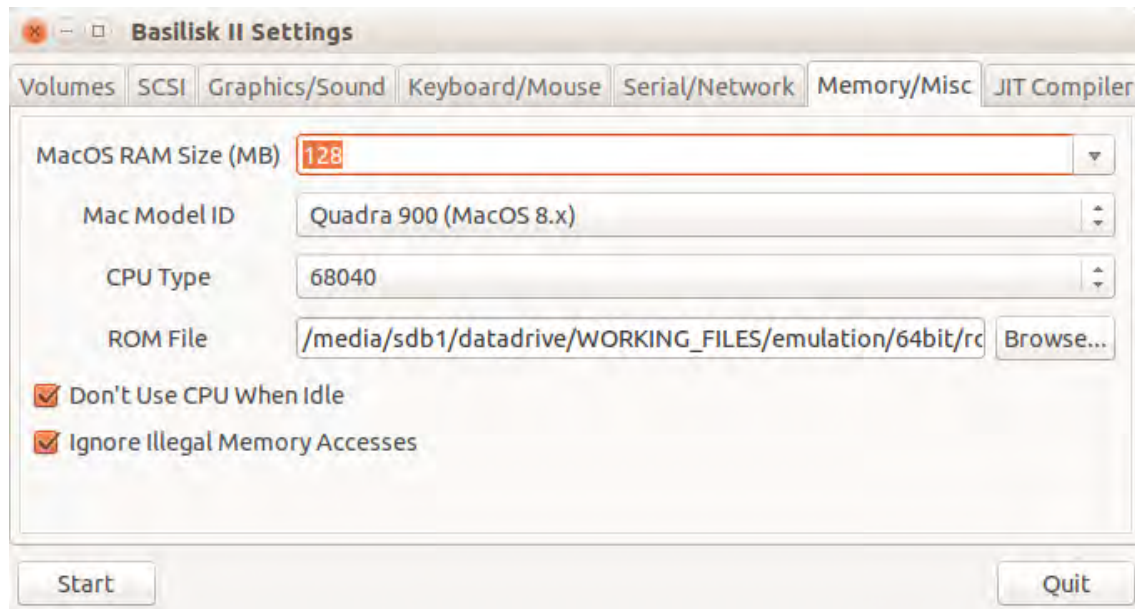 Basilisk II Settings
Volumes SCSI Graphics/Sound Keyboard/Mouse Serial/Network Memory/Misc JIT Compiler
MacOS RAM Size (MB) 128
Mac Model ID Quadra 900 (MacOS 8.x)
CPU Type 68040
ROM File /media/sdb1/datadrive/WORKING_FILES/emulation/64bit/ro Browse...
Don't Use CPU When Idle
Ignore Illegal Memory Accesses
Start Quit